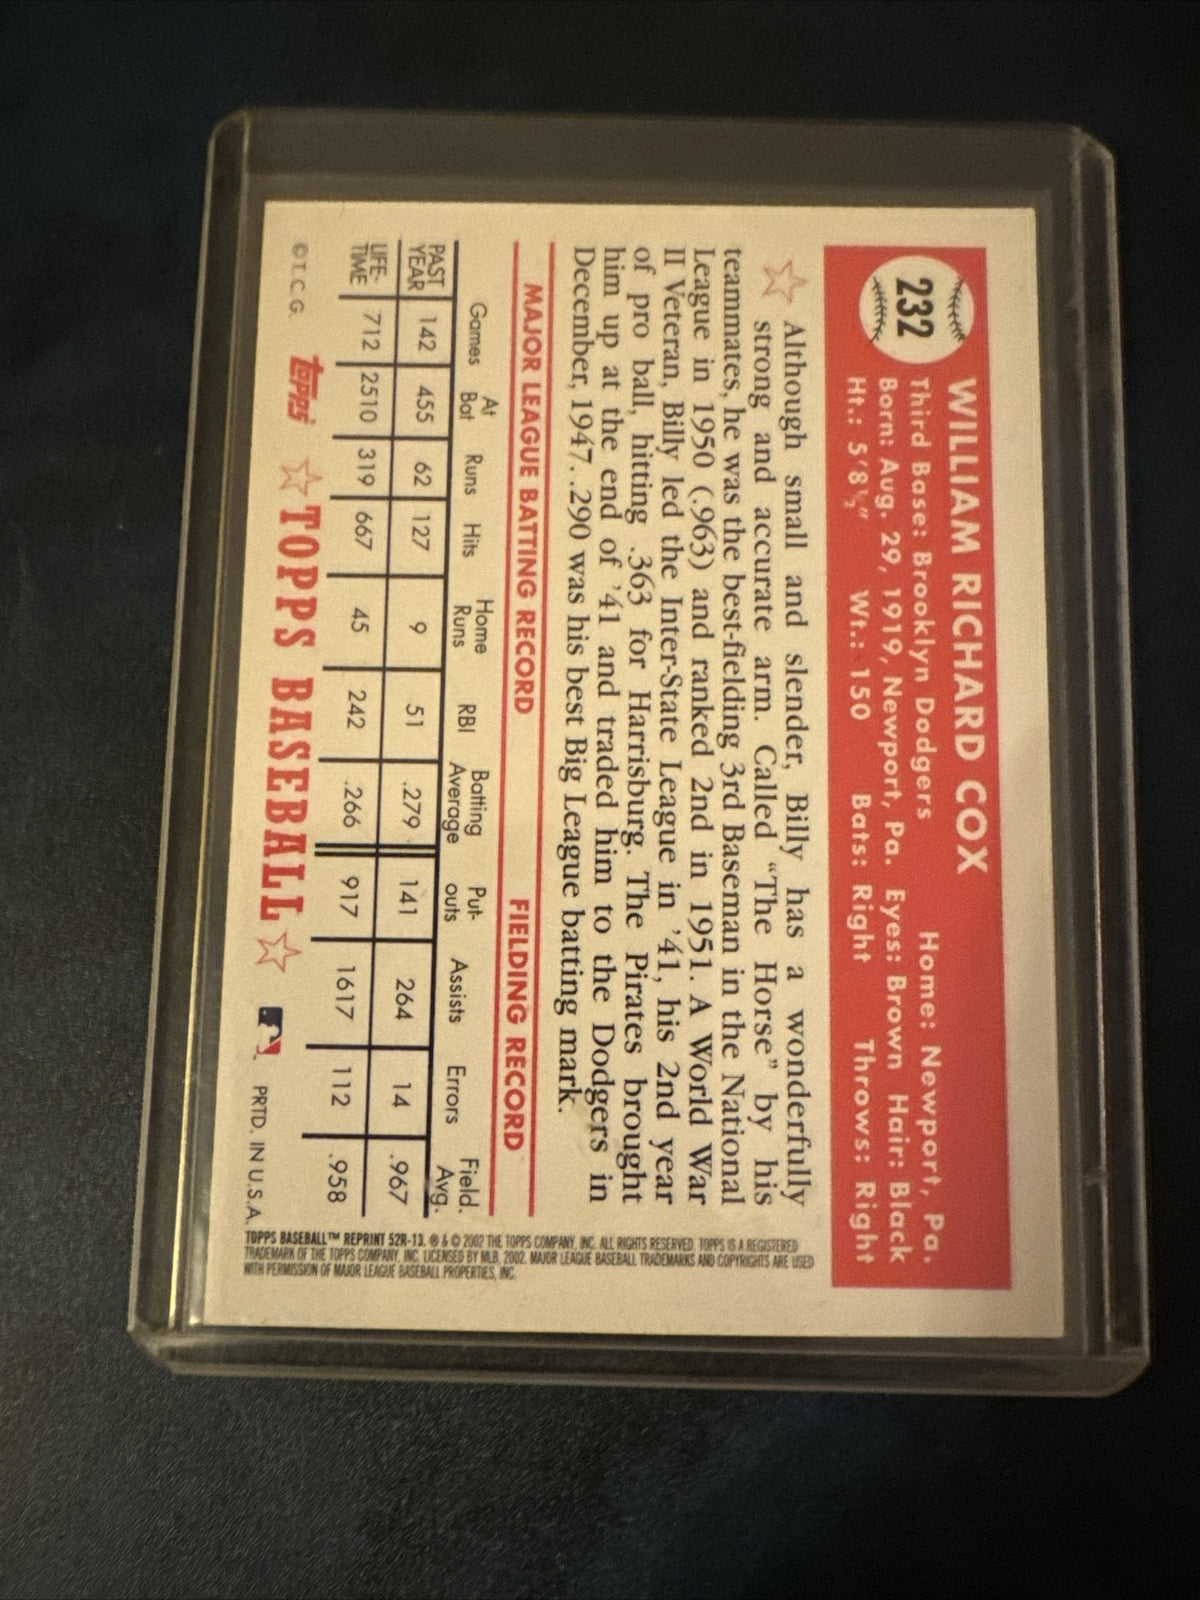 232
WILLIAM RICHARD COX
Third Base: Brooklyn Dodgers Home: Newport, Pa.
Born: Aug. 29, 1919, Newport, Pa. Eyes: Brown Hair: Black
Ht.: 5'8½" Wt.: 150 Bats: Right Throws: Right
Although small and slender, Billy has a wonderfully
strong and accurate arm. Called “The Horse” by his
teammates, he was the best-fielding 3rd Baseman in the National
League in 1950 (.963) and ranked 2nd in 1951. A World War
II Veteran, Billy led the Inter-State League in ’41, his 2nd year
of pro ball, hitting .363 for Harrisburg. The Pirates brought
him up at the end of ’41 and traded him to the Dodgers in
December, 1947. .290 was his best Big League batting mark.
MAJOR LEAGUE BATTING RECORD FIELDING RECORD
Games At Bat Runs Hits Home Runs RBI Batting Average Put-outs Assists Errors Field. Avg.
PAST YEAR 142 455 62 127 9 51 .279 141 264 14 .967
LIFE-TIME 712 2510 319 667 45 242 .266 917 1617 112 .958
© T.C.G. Topps TOPPS BASEBALL PRTD. IN U.S.A.
TOPPS BASEBALL™ REPRINT 52R-13. ® & © 2002 THE TOPPS COMPANY, INC. ALL RIGHTS RESERVED. TOPPS IS A REGISTERED
TRADEMARK OF THE TOPPS COMPANY, INC. LICENSED BY MLB, 2002. MAJOR LEAGUE BASEBALL TRADEMARKS AND COPYRIGHTS ARE USED
WITH PERMISSION OF MAJOR LEAGUE BASEBALL PROPERTIES, INC.